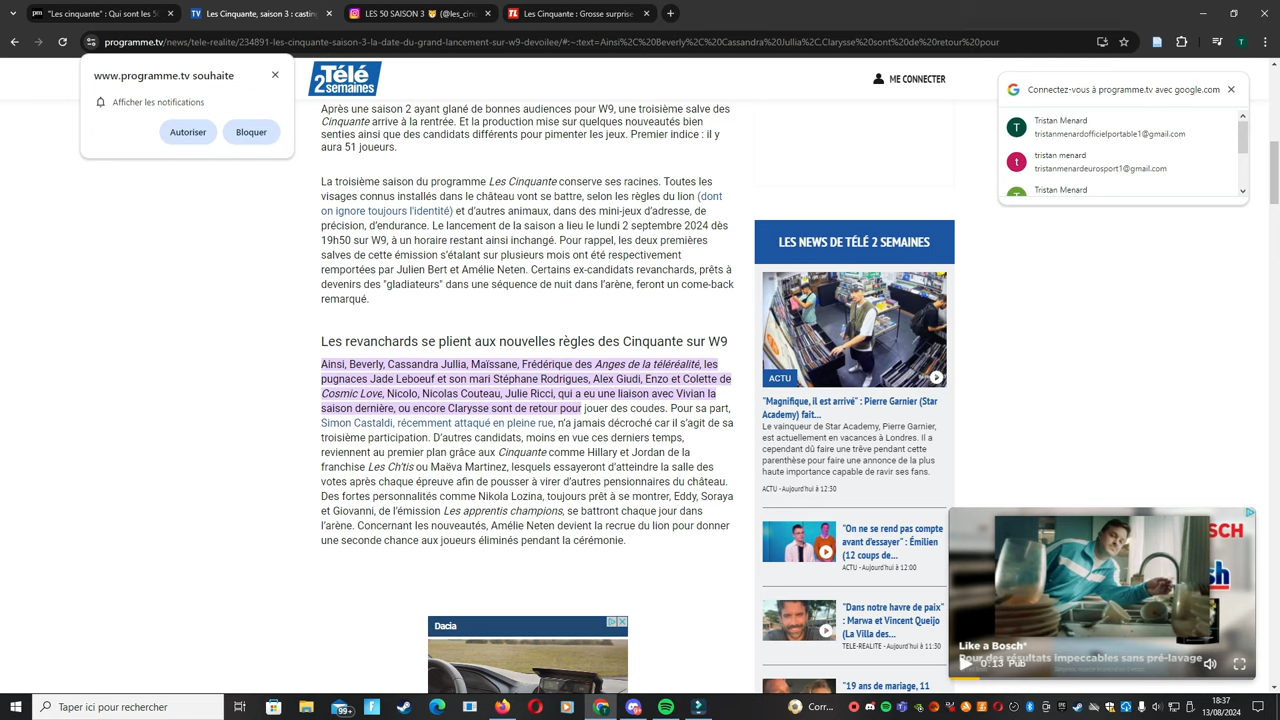 "Les cinquante" : Qui sont les 50
Les Cinquante, saison 3 : casting
LES 50 SAISON 3 (@les_cinq
Les Cinquante : Grosse surprise
programme.tv/news/tele-realite/234891-les-cinquante-saison-3-la-date-du-grand-lancement-sur-w9-devoilee/#:~:text=Ainsi%2C%20Beverly%2C%20Cassandra%20Jullia%2C,Clarysse%20sont%20de%20retour%20pour
www.programme.tv souhaite
Afficher les notifications
Autoriser
Bloquer
Télé
2 semaines
ME CONNECTER
Connectez-vous à programme.tv avec google.com
Tristan Menard
tristanmenardofficielportable1@gmail.com
tristan menard
tristanmenardeurosport1@gmail.com
Tristan Menard
Après une saison 2 ayant glané de bonnes audiences pour W9, une troisième salve des
Cinquante arrive à la rentrée. Et la production mise sur quelques nouveautés bien
senties ainsi que des candidats différents pour pimenter les jeux. Premier indice : il y
aura 51 joueurs.
La troisième saison du programme Les Cinquante conserve ses racines. Toutes les
visages connus installés dans le château vont se battre, selon les règles du lion (dont
on ignore toujours l'identité) et d'autres animaux, dans des mini-jeux d'adresse, de
précision, d'endurance. Le lancement de la saison a lieu le lundi 2 septembre 2024 dès
19h50 sur W9, à un horaire restant ainsi inchangé. Pour rappel, les deux premières
salves de cette émission s'étalant sur plusieurs mois ont été respectivement
remportées par Julien Bert et Amélie Neten. Certains ex-candidats revanchards, prêts à
devenirs des "gladiateurs" dans une séquence de nuit dans l'arène, feront un come-back
remarqué.
Les revanchards se plient aux nouvelles règles des Cinquante sur W9
Ainsi, Beverly, Cassandra Jullia, Maïssane, Frédérique des Anges de la téléréalité, les
pugnaces Jade Leboeuf et son mari Stéphane Rodrigues, Alex Giudi, Enzo et Colette de
Cosmic Love, Nicolo, Nicolas Couteau, Julie Ricci, qui a eu une liaison avec Vivian la
saison dernière, ou encore Clarysse sont de retour pour jouer des coudes. Pour sa part,
Simon Castaldi, récemment attaqué en pleine rue, n'a jamais décroché car il s'agit de sa
troisième participation. D'autres candidats, moins en vue ces derniers temps,
reviennent au premier plan grâce aux Cinquante comme Hillary et Jordan de la
franchise Les Ch'tis ou Maëva Martinez, lesquels essayeront d'atteindre la salle des
votes après chaque épreuve afin de pousser à virer d'autres pensionnaires du château.
Des fortes personnalités comme Nikola Lozina, toujours prêt à se montrer, Eddy, Soraya
et Giovanni, de l'émission Les apprentis champions, se battront chaque jour dans
l'arène. Concernant les nouveautés, Amélie Neten devient la recrue du lion pour donner
une seconde chance aux joueurs éliminés pendant la cérémonie.
Dacia
LES NEWS DE TÉLÉ 2 SEMAINES
ACTU
"Magnifique, il est arrivé" : Pierre Garnier (Star
Academy) fait...
Le vainqueur de Star Academy, Pierre Garnier,
est actuellement en vacances à Londres. Il a
cependant dû faire une trêve pendant cette
parenthèse pour faire une annonce de la plus
haute importance capable de ravir ses fans.
ACTU - Aujourd'hui à 12:30
"On ne se rend pas compte
avant d'essayer" : Émilien
(12 coups de...
ACTU - Aujourd'hui à 12:00
"Dans notre havre de paix"
: Marwa et Vincent Queijo
(La Villa des...
TELE-REALITE - Aujourd'hui à 11:30
"19 ans de mariage, 11
Like a Bosch*
Pour des résultats impeccables sans pré-lavage
0:13 Pub
Taper ici pour rechercher
99+
Corr...
18:37
13/08/2024